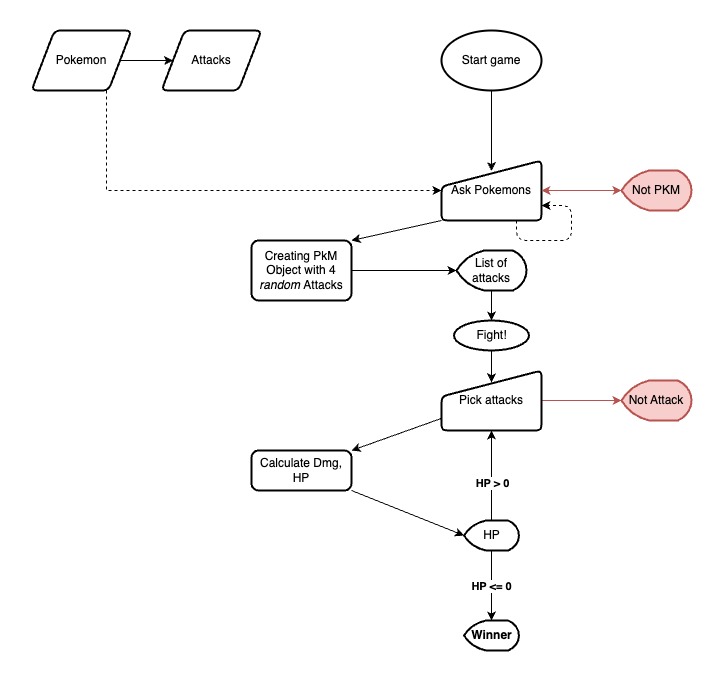 Pokemon
Attacks
Start game
Ask Pokemons
Not PKM
Creating PkM
Object with 4
random Attacks
List of
attacks
Fight!
Pick attacks
Not Attack
Calculate Dmg,
HP
HP > 0
HP
HP <= 0
Winner